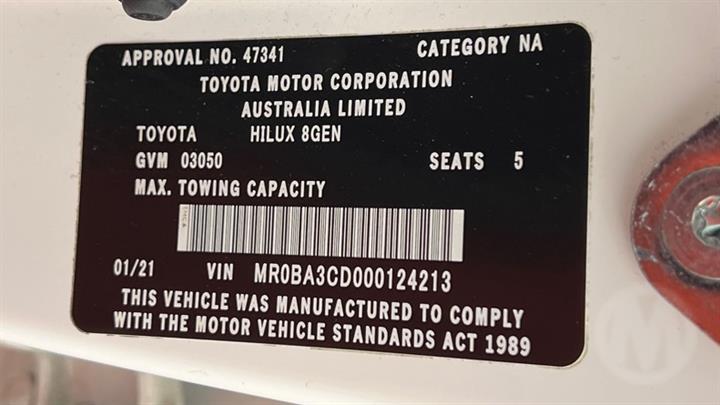 APPROVAL NO. 47341 CATEGORY NA
TOYOTA MOTOR CORPORATION
AUSTRALIA LIMITED
TOYOTA HILUX 8GEN
GVM 03050 SEATS 5
MAX. TOWING CAPACITY
01/21 VIN MR0BA3CD000124213
THIS VEHICLE WAS MANUFACTURED TO COMPLY
WITH THE MOTOR VEHICLE STANDARDS ACT 1989
M